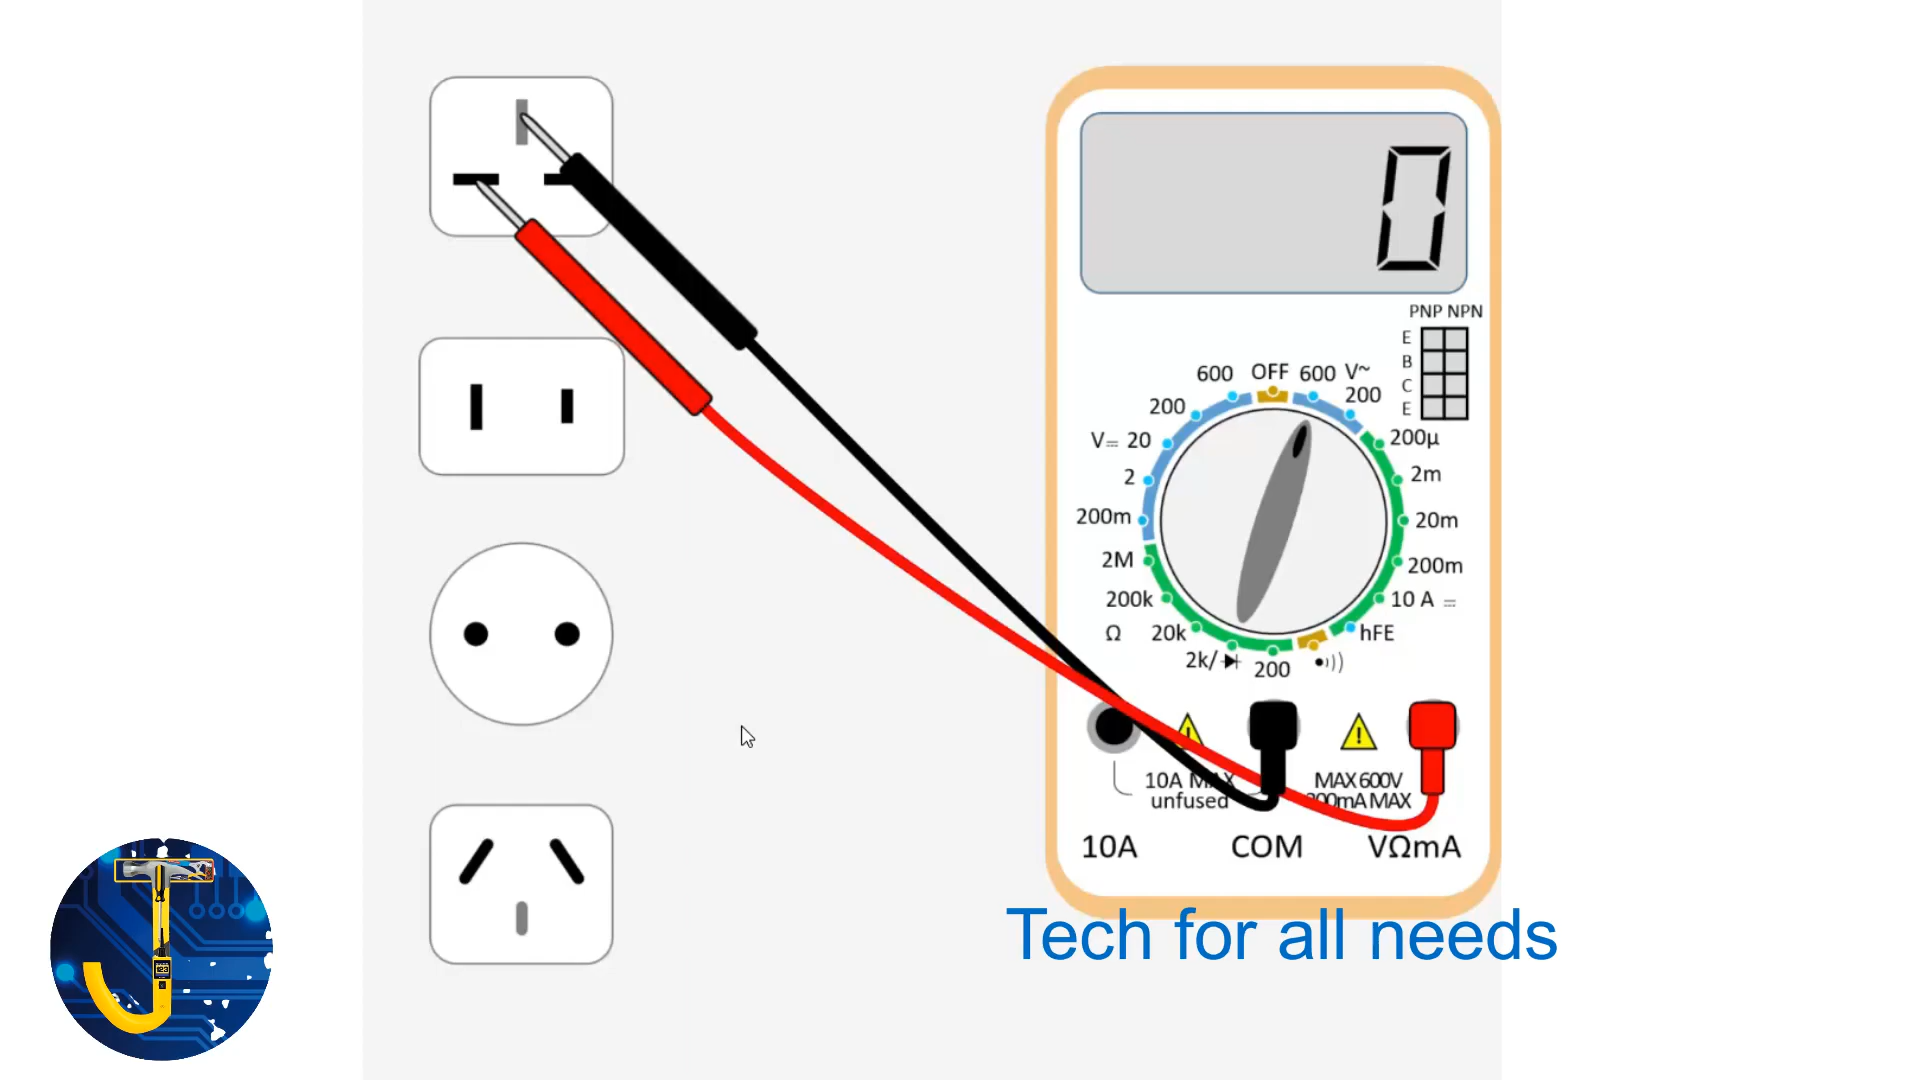 0
PNP NPN
E
B
C
E
600 OFF 600 V~
200 200
V⎓ 20 200µ
2 2m
200m 20m
2M 200m
200k 10 A ⎓
Ω 20k hFE
2k/ 200 •)))
10A MAX
unfused
MAX 600V
200mA MAX
10A COM VΩmA
Tech for all needs